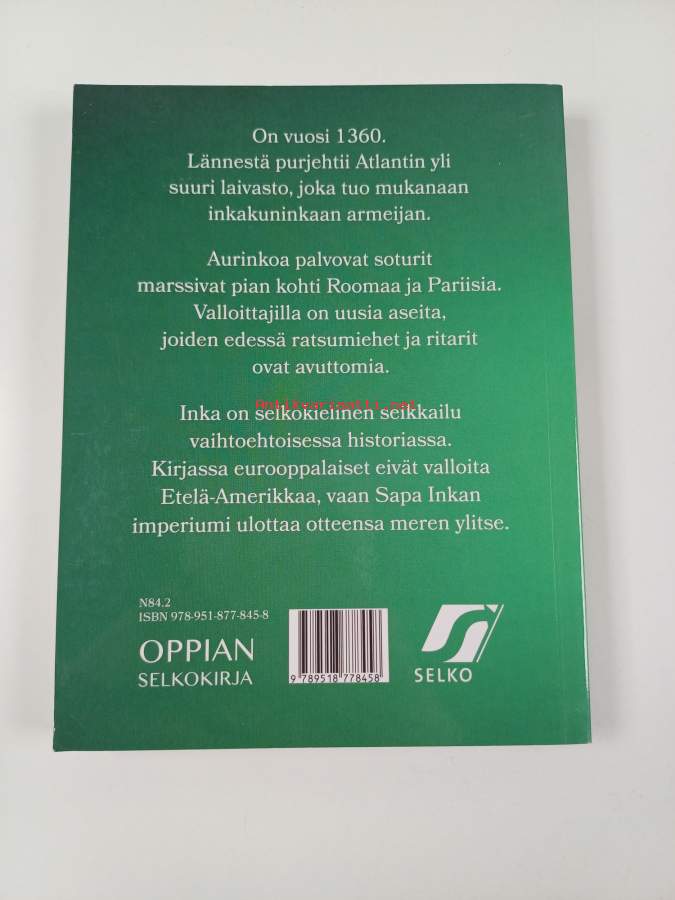 On vuosi 1360.
Lännestä purjehtii Atlantin yli
suuri laivasto, joka tuo mukanaan
inkakuninkaan armeijan.
Aurinkoa palvovat soturit
marssivat pian kohti Roomaa ja Pariisia.
Valloittajilla on uusia aseita,
joiden edessä ratsumiehet ja ritarit
ovat avuttomia.
Antikvariaatti.net
Inka on selkokielinen seikkailu
vaihtoehtoisessa historiassa.
Kirjassa eurooppalaiset eivät valloita
Etelä-Amerikkaa, vaan Sapa Inkan
imperiumi ulottaa otteensa meren ylitse.
N84.2
ISBN 978-951-877-845-8
OPPIAN
SELKOKIRJA
9 789518 778458
SELKO